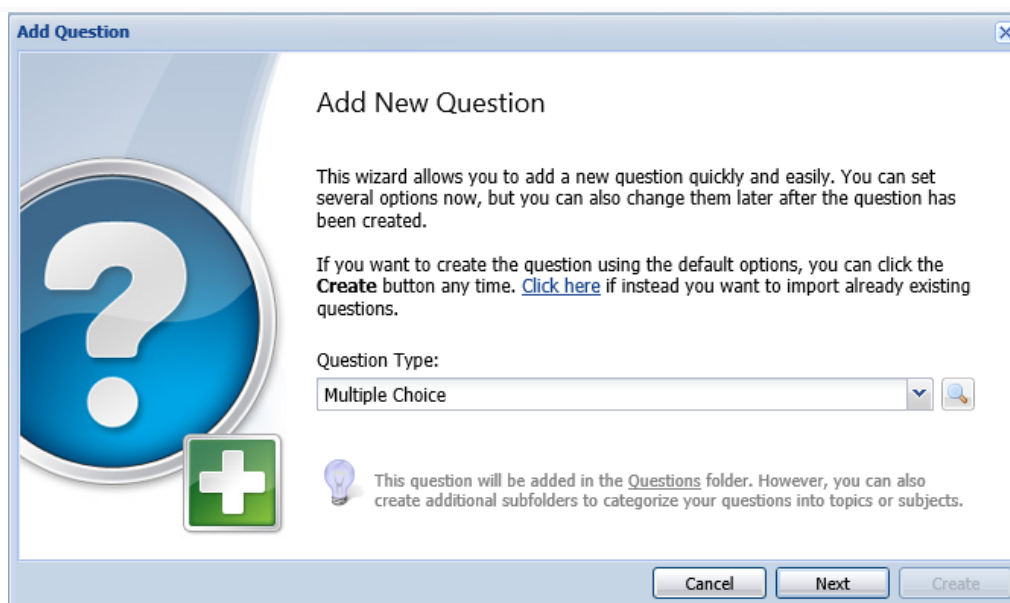 Add Question
Add New Question
This wizard allows you to add a new question quickly and easily. You can set
several options now, but you can also change them later after the question has
been created.
If you want to create the question using the default options, you can click the
Create button any time. Click here if instead you want to import already existing
questions.
Question Type:
Multiple Choice
This question will be added in the Questions folder. However, you can also
create additional subfolders to categorize your questions into topics or subjects.
Cancel Next Create